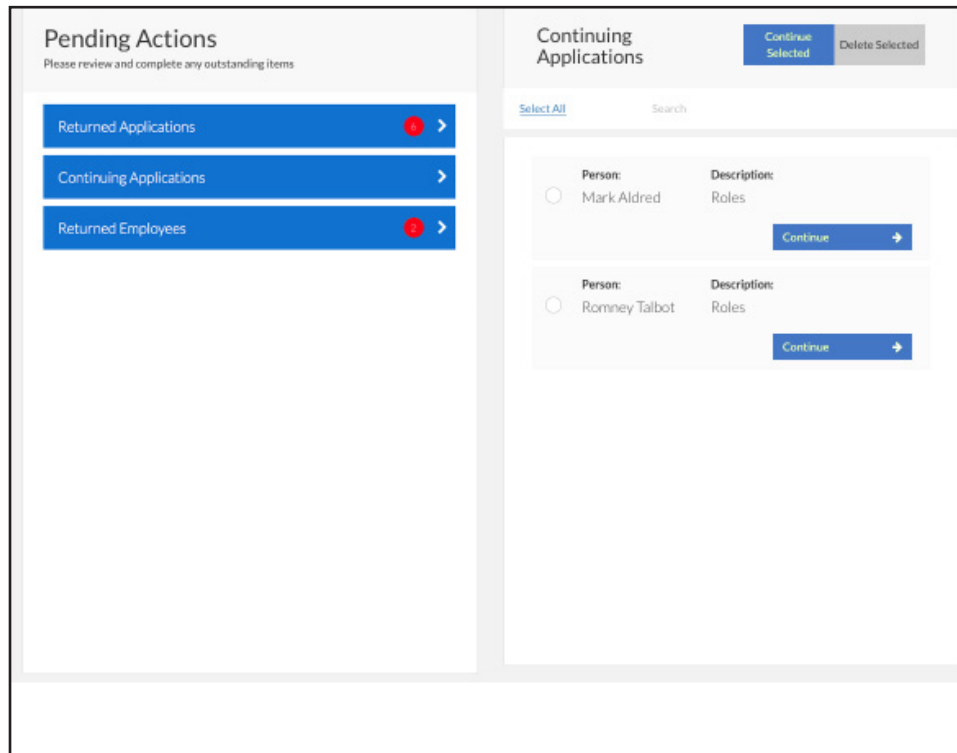 Pending Actions
Please review and complete any outstanding items
Returned Applications 6
Continuing Applications
Returned Employees 2
Continuing
Applications
Continue
Selected
Delete Selected
Select All Search
Person: Description:
Mark Aldred Roles
Continue
Person: Description:
Romney Talbot Roles
Continue